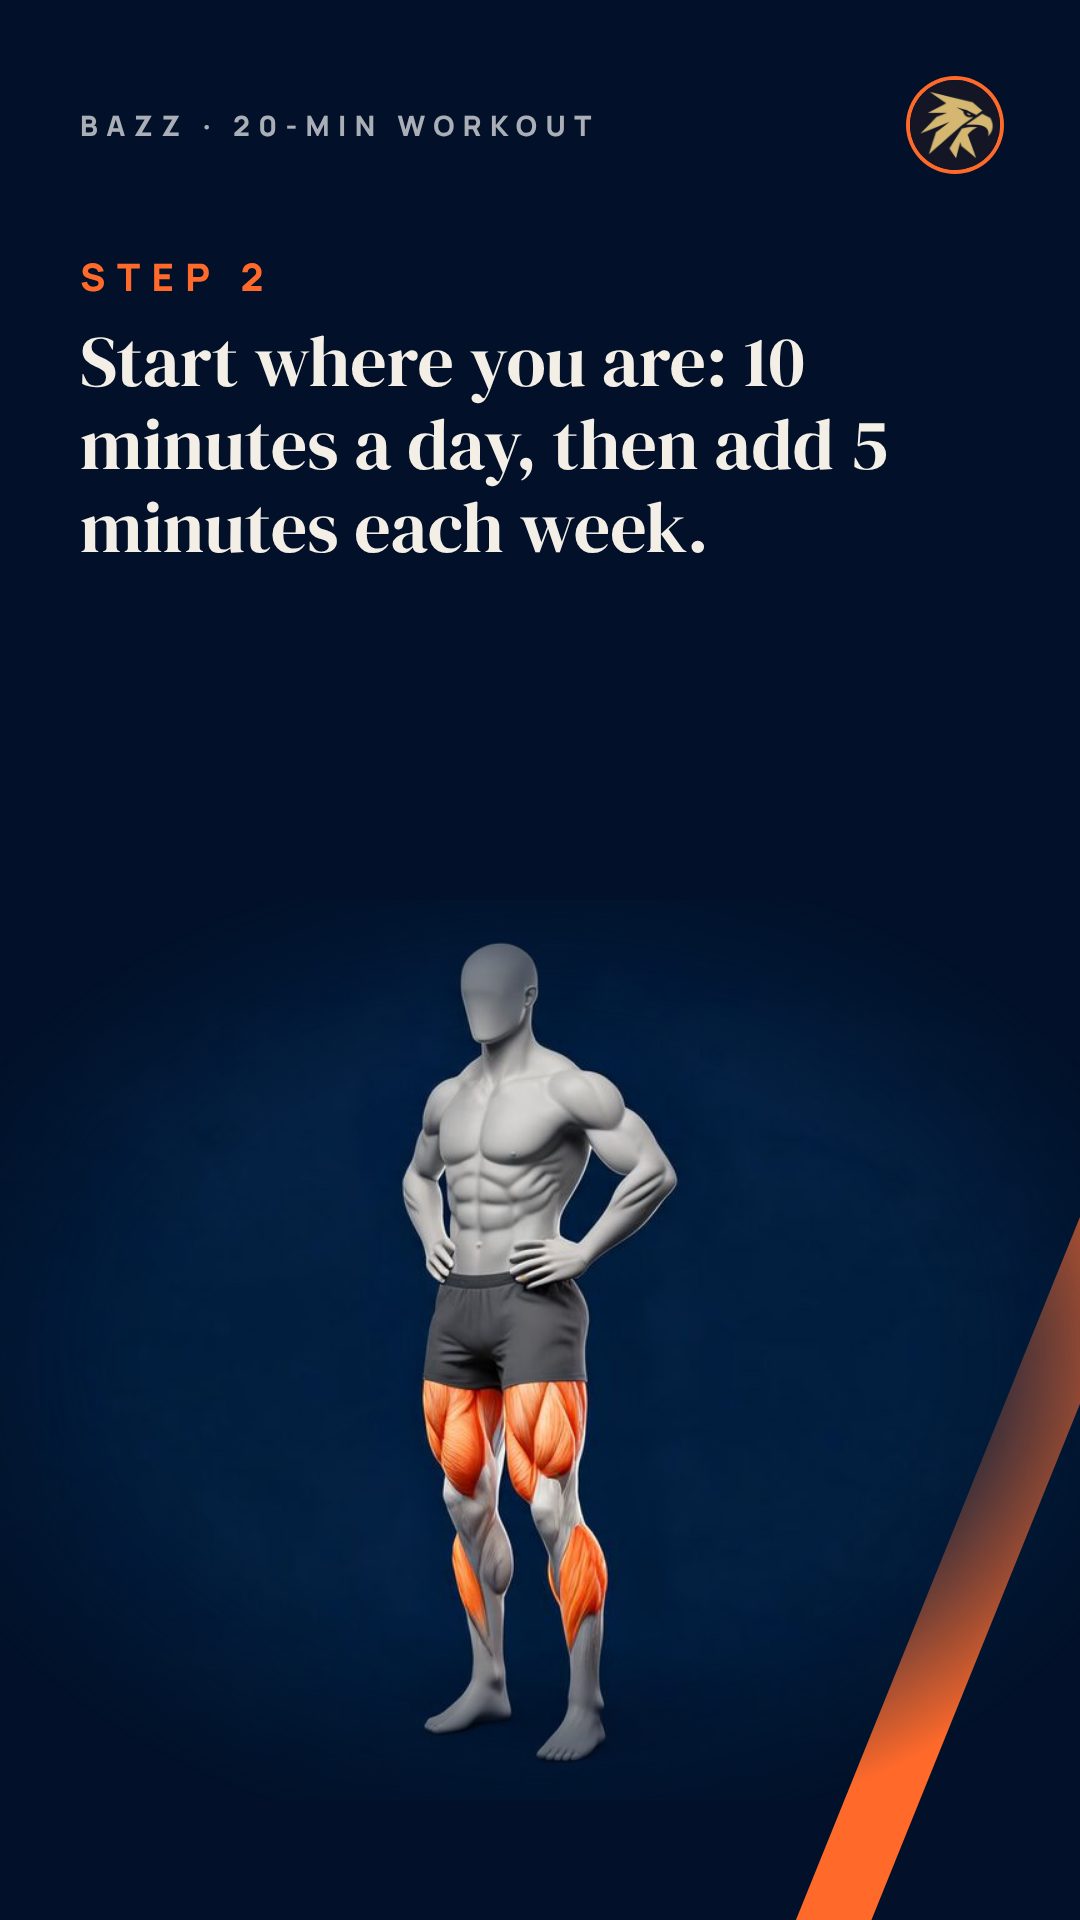 BAZZ · 20-MIN WORKOUT
STEP 2
Start where you are: 10
minutes a day, then add 5
minutes each week.